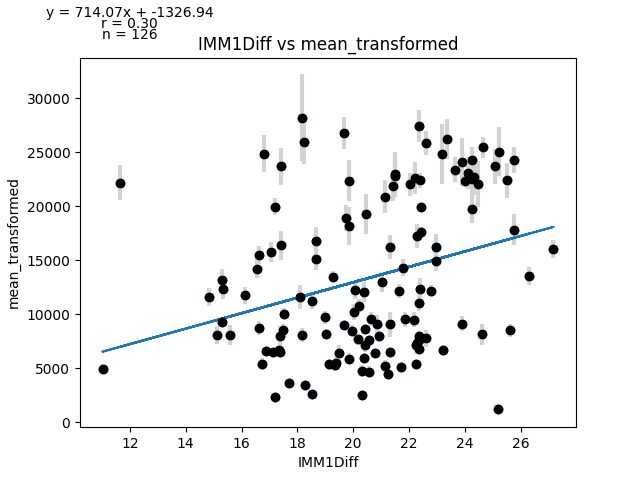 y = 714.07x + -1326.94
r = 0.30
n = 126
IMM1Diff vs mean_transformed
mean_transformed
30000
25000
20000
15000
10000
5000
0
12 14 16 18 20 22 24 26
IMM1Diff